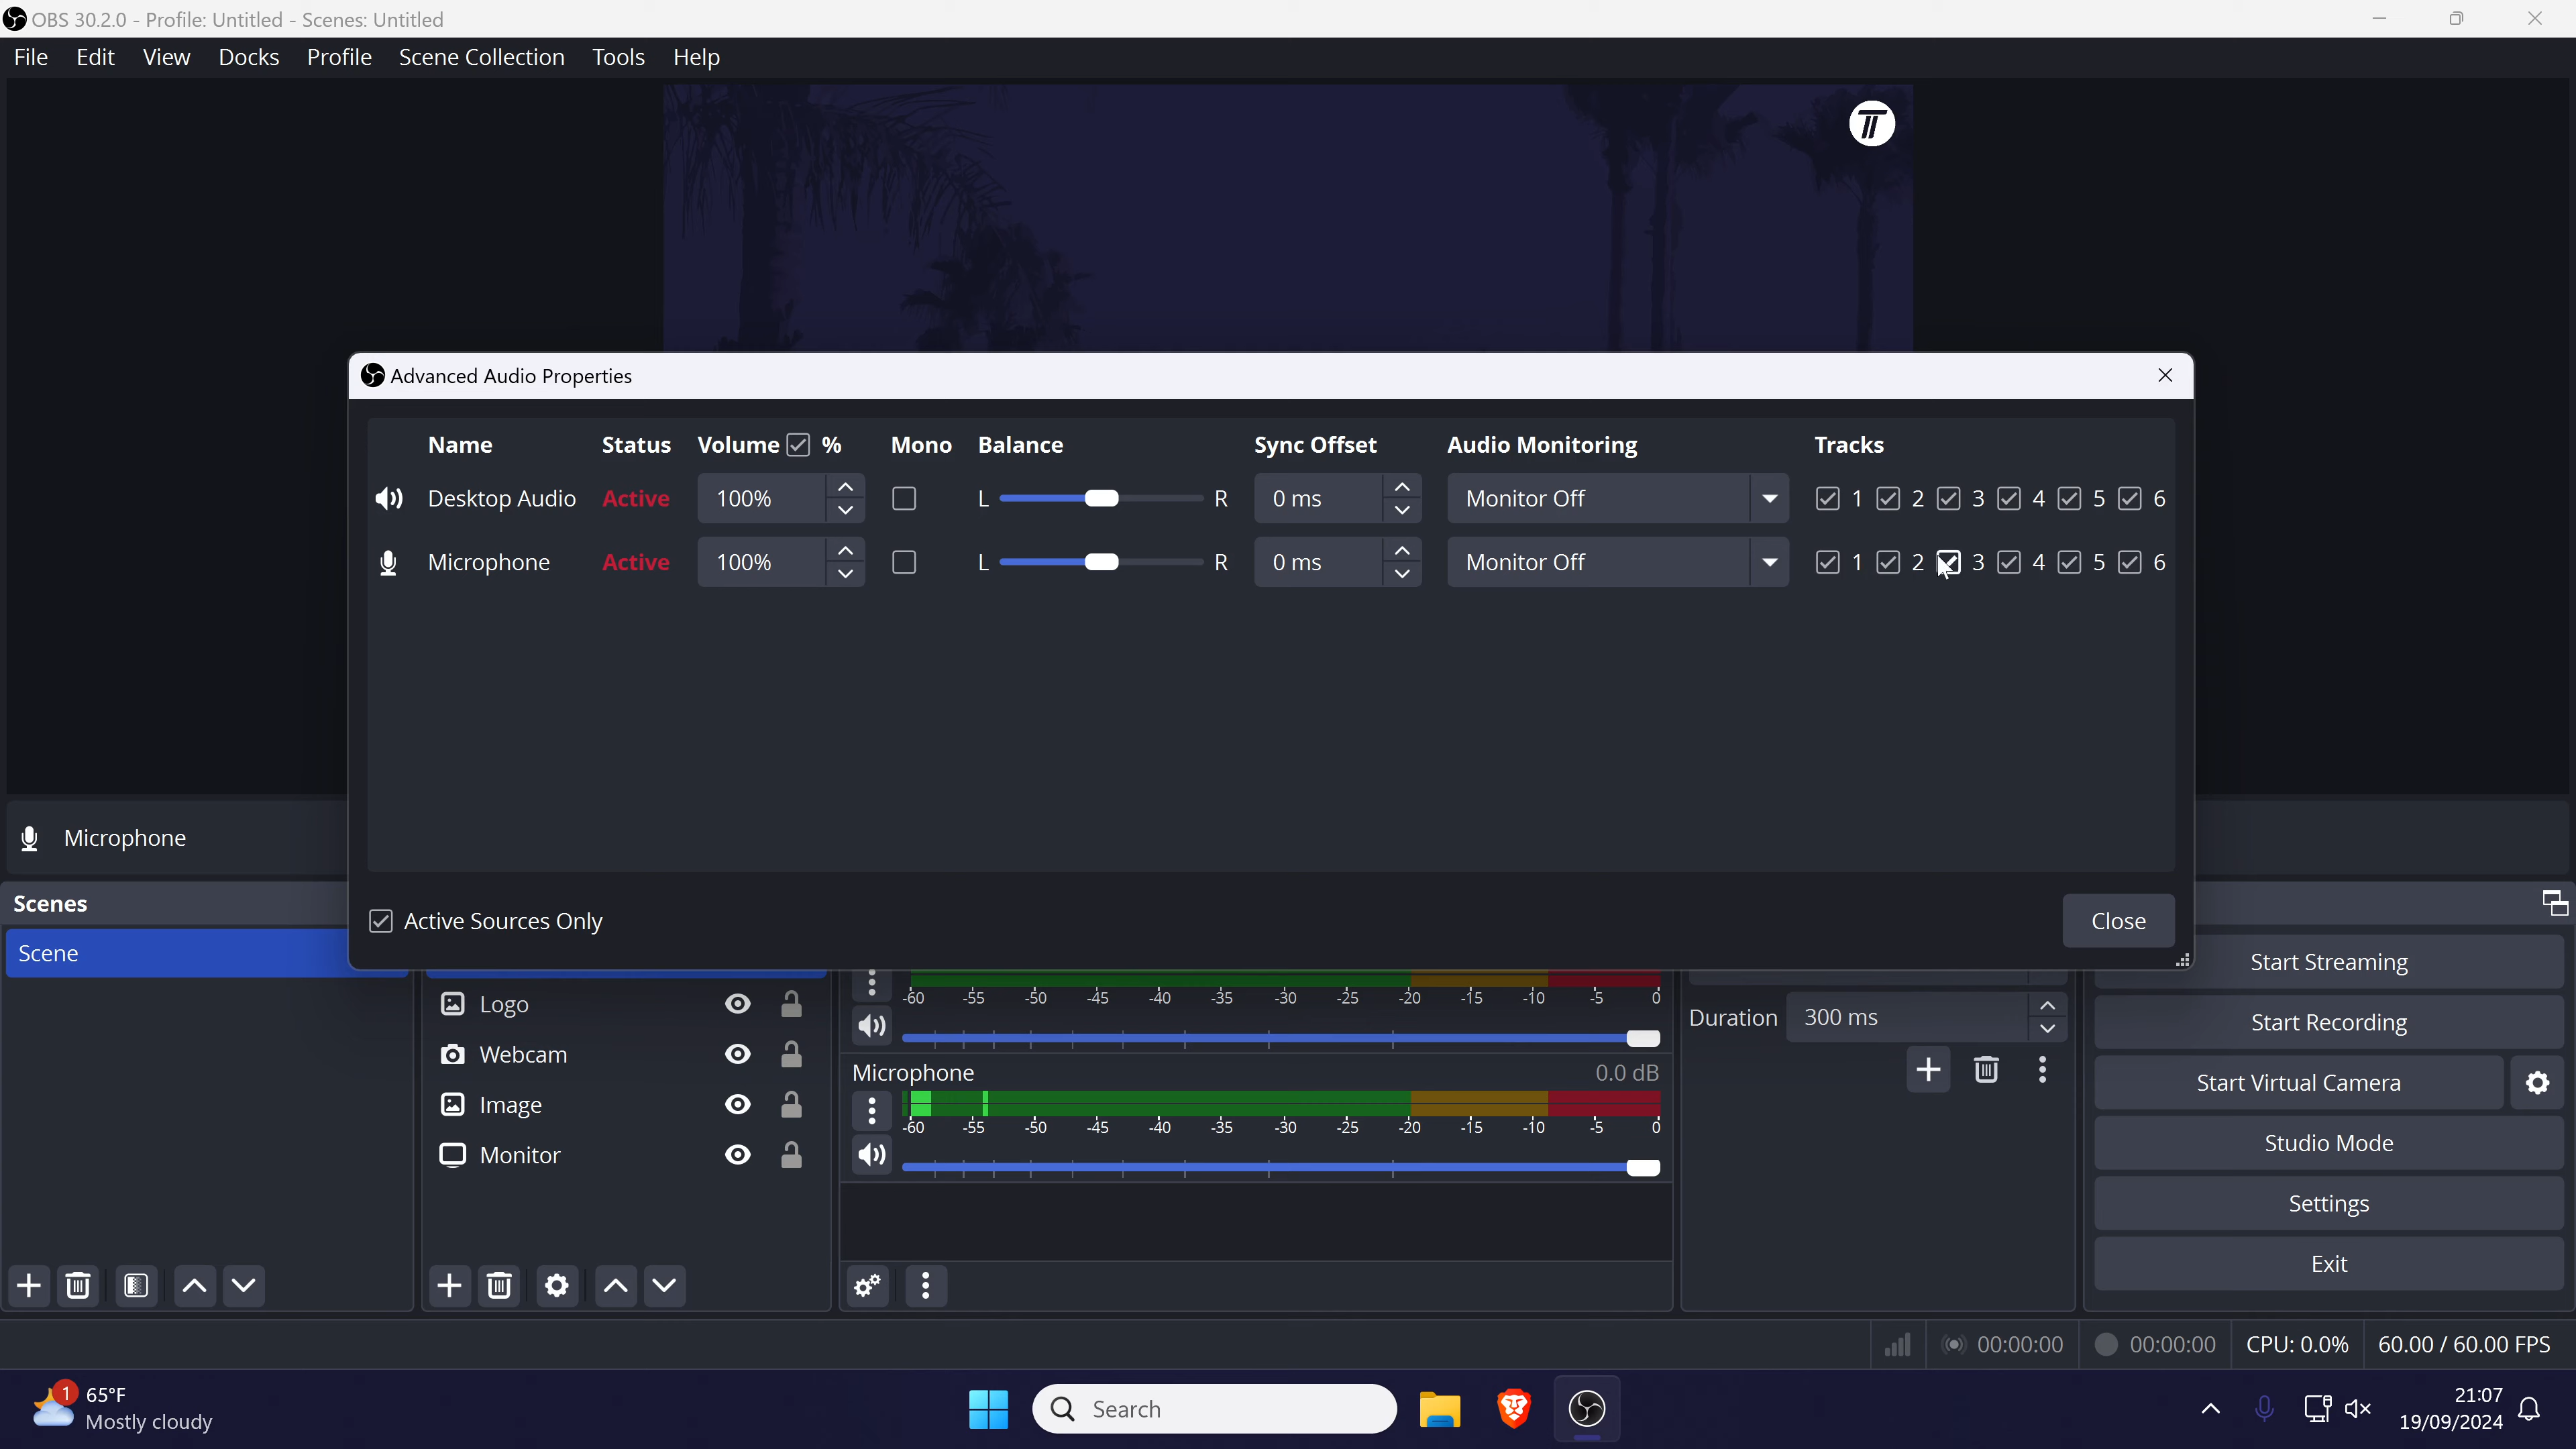 OBS 30.2.0 - Profile: Untitled - Scenes: Untitled
File Edit View Docks Profile Scene Collection Tools Help
Advanced Audio Properties
Name Status Volume % Mono Balance Sync Offset Audio Monitoring Tracks
Desktop Audio Active 100% L R 0 ms Monitor Off 1 2 3 4 5 6
Microphone Active 100% L R 0 ms Monitor Off 1 2 3 4 5 6
Active Sources Only Close
Microphone
Scenes
Scene
Logo
Webcam
Image
Monitor
-60 -55 -50 -45 -40 -35 -30 -25 -20 -15 -10 -5 0
Microphone 0.0 dB
-60 -55 -50 -45 -40 -35 -30 -25 -20 -15 -10 -5 0
Duration 300 ms
Start Streaming
Start Recording
Start Virtual Camera
Studio Mode
Settings
Exit
00:00:00 00:00:00 CPU: 0.0% 60.00 / 60.00 FPS
1 65°F
Mostly cloudy
Search
21:07
19/09/2024